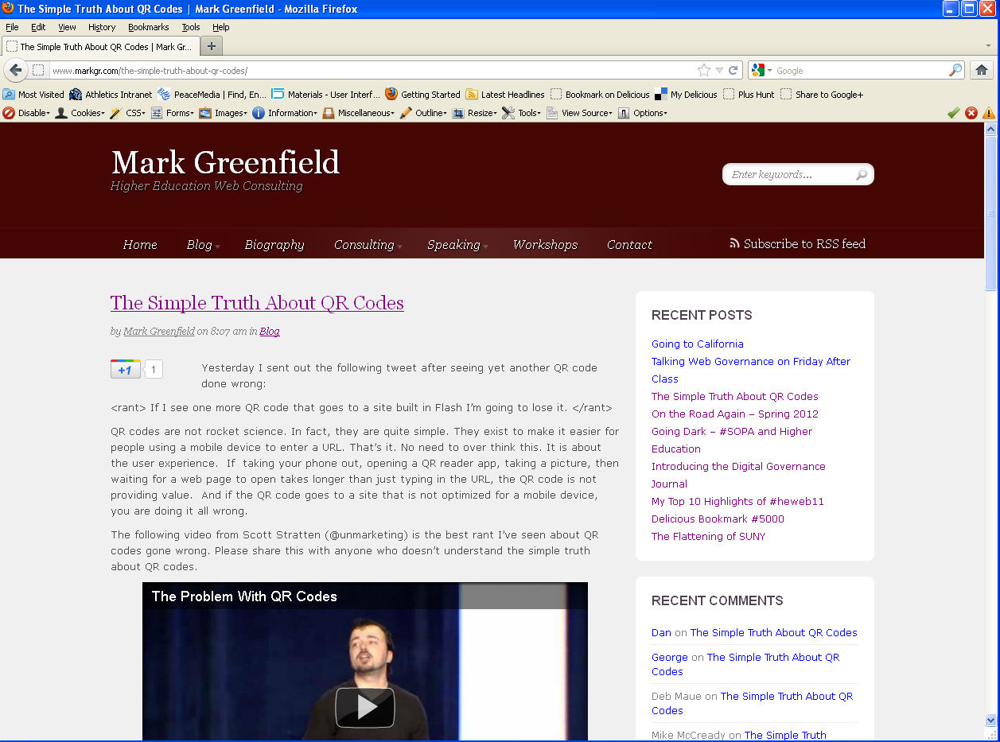 The Simple Truth About QR Codes | Mark Greenfield - Mozilla Firefox
File Edit View History Bookmarks Tools Help
The Simple Truth About QR Codes | Mark Gr...
www.markgr.com/the-simple-truth-about-qr-codes/ Google
Most Visited Athletics Intranet PeaceMedia | Find, En... Materials - User Interf... Getting Started Latest Headlines Bookmark on Delicious My Delicious Plus Hunt Share to Google+
Disable Cookies CSS Forms Images Information Miscellaneous Outline Resize Tools View Source Options
Mark Greenfield
Higher Education Web Consulting
Enter keywords...
Home Blog Biography Consulting Speaking Workshops Contact Subscribe to RSS feed
The Simple Truth About QR Codes
by Mark Greenfield on 8:07 am in Blog
+1 1
Yesterday I sent out the following tweet after seeing yet another QR code
done wrong:
<rant> If I see one more QR code that goes to a site built in Flash I'm going to lose it. </rant>
QR codes are not rocket science. In fact, they are quite simple. They exist to make it easier for
people using a mobile device to enter a URL. That's it. No need to over think this. It is about
the user experience.  If  taking your phone out, opening a QR reader app, taking a picture, then
waiting for a web page to open takes longer than just typing in the URL, the QR code is not
providing value.  And if the QR code goes to a site that is not optimized for a mobile device,
you are doing it all wrong.
The following video from Scott Stratten (@unmarketing) is the best rant I've seen about QR
codes gone wrong. Please share this with anyone who doesn't understand the simple truth
about QR codes.
The Problem With QR Codes
RECENT POSTS
Going to California
Talking Web Governance on Friday After
Class
The Simple Truth About QR Codes
On the Road Again – Spring 2012
Going Dark – #SOPA and Higher
Education
Introducing the Digital Governance
Journal
My Top 10 Highlights of #heweb11
Delicious Bookmark #5000
The Flattening of SUNY
RECENT COMMENTS
Dan on The Simple Truth About QR Codes
George on The Simple Truth About QR
Codes
Deb Maue on The Simple Truth About QR
Codes
Mike McCready on The Simple Truth